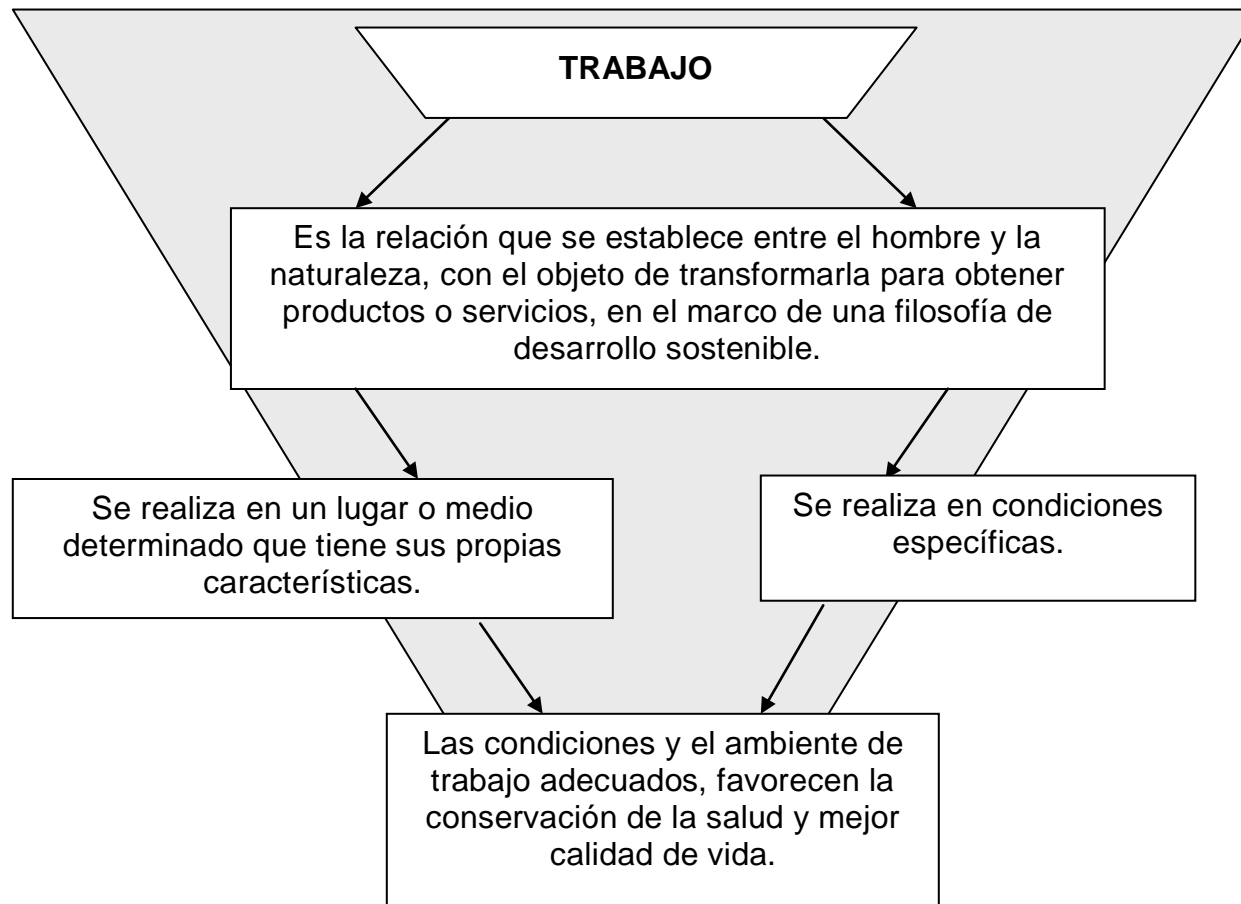 TRABAJO
Es la relación que se establece entre el hombre y la
naturaleza, con el objeto de transformarla para obtener
productos o servicios, en el marco de una filosofía de
desarrollo sostenible.
Se realiza en un lugar o medio
determinado que tiene sus propias
características.
Se realiza en condiciones
específicas.
Las condiciones y el ambiente de
trabajo adecuados, favorecen la
conservación de la salud y mejor
calidad de vida.